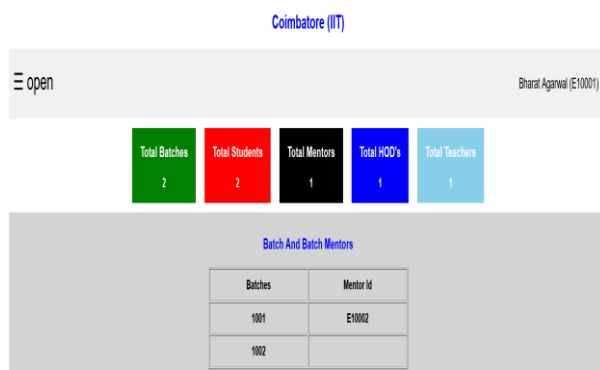 Coimbatore (IIT)
☰ open
Bharat Agarwal (E10001)
Total Batches Total Students Total Mentors Total HOD's Total Teachers
2 2 1 1 1
Batch And Batch Mentors
Batches Mentor Id
1001 E10002
1002